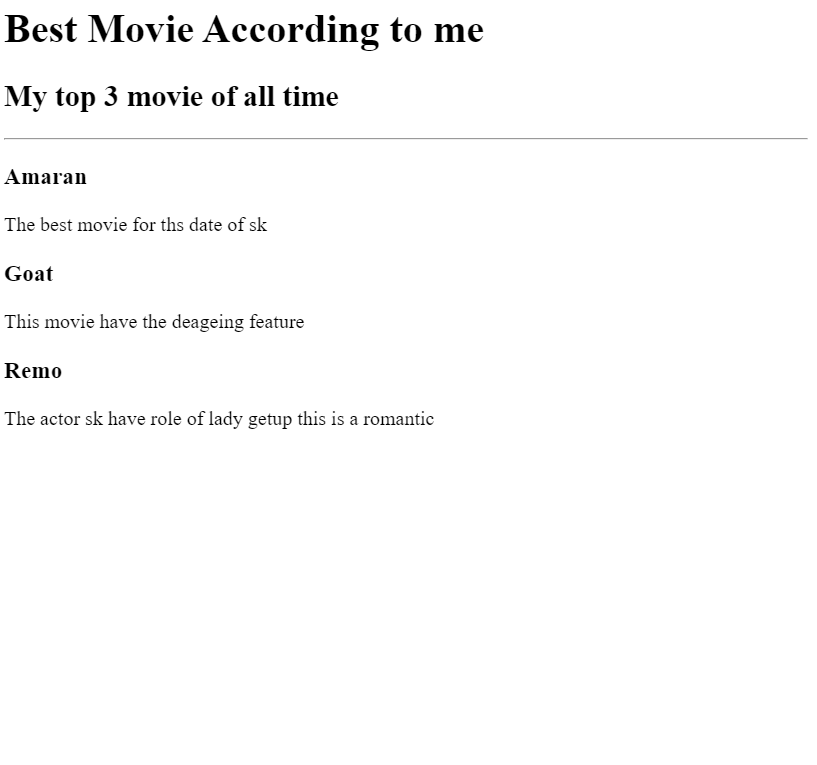 Best Movie According to me
My top 3 movie of all time
Amaran
The best movie for ths date of sk
Goat
This movie have the deageing feature
Remo
The actor sk have role of lady getup this is a romantic